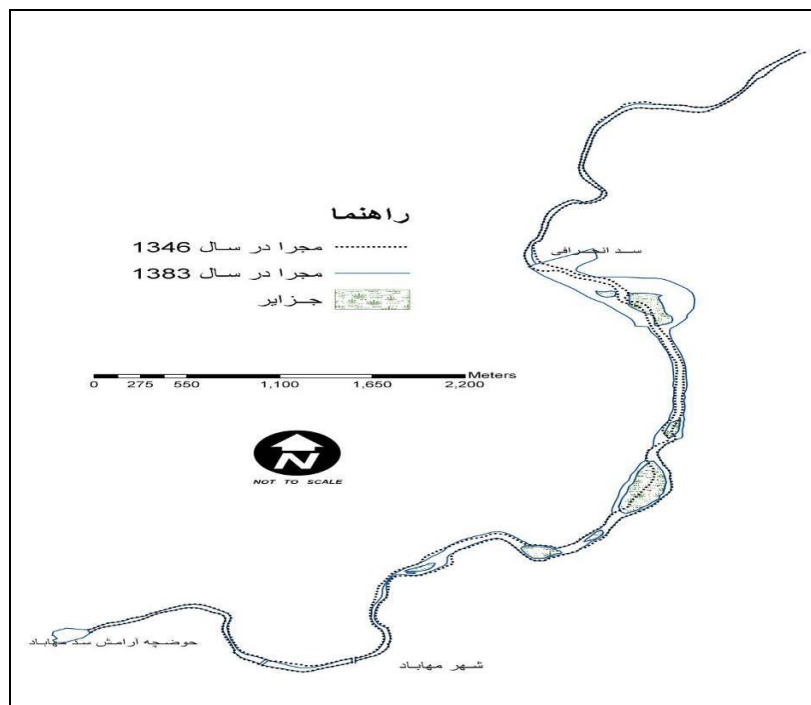 راهنما
مجرا در سال 1346
مجرا در سال 1383
جزایر
سد انحرافی
Meters
0 275 550 1,100 1,650 2,200
N
NOT TO SCALE
حوضچه آرامش سد مهاباد
شهر مهاباد